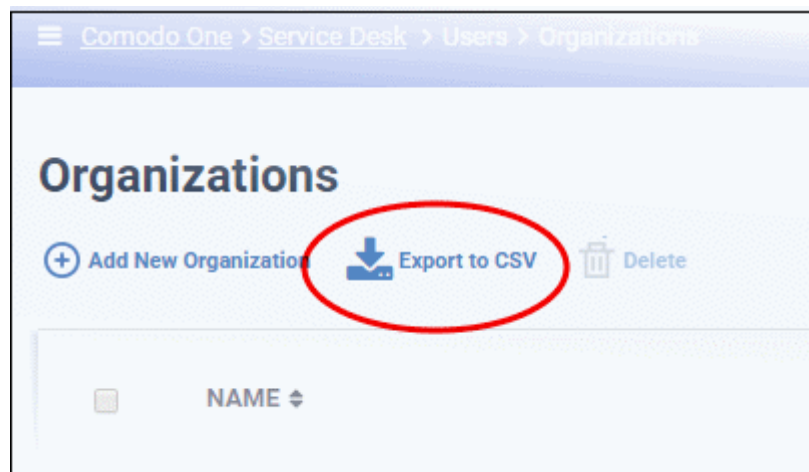 Comodo One > Service Desk > Users > Organizations
Organizations
Add New Organization Export to CSV Delete
NAME